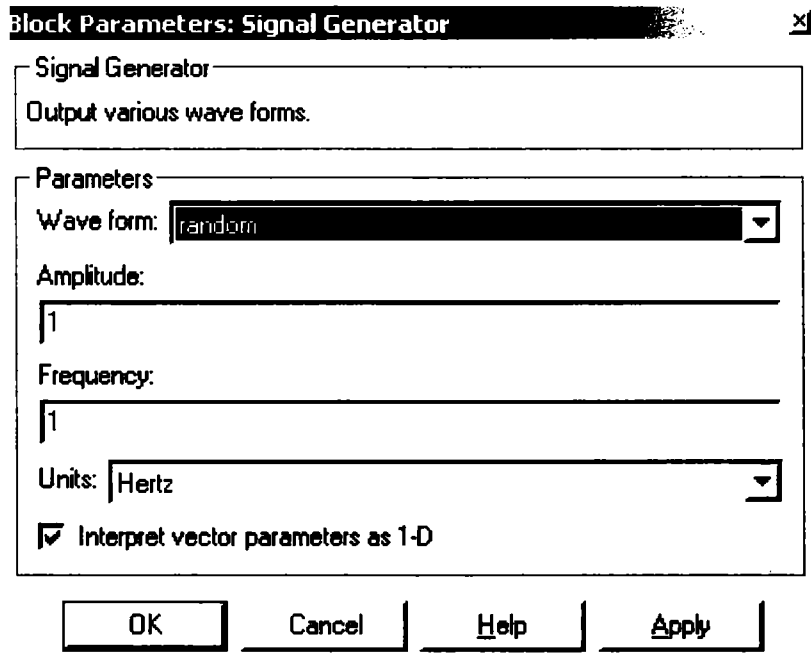 Block Parameters: Signal Generator
Signal Generator
Output various wave forms.
Parameters
Wave form: random
Amplitude:
1
Frequency:
1
Units: Hertz
Interpret vector parameters as 1-D
OK Cancel Help Apply